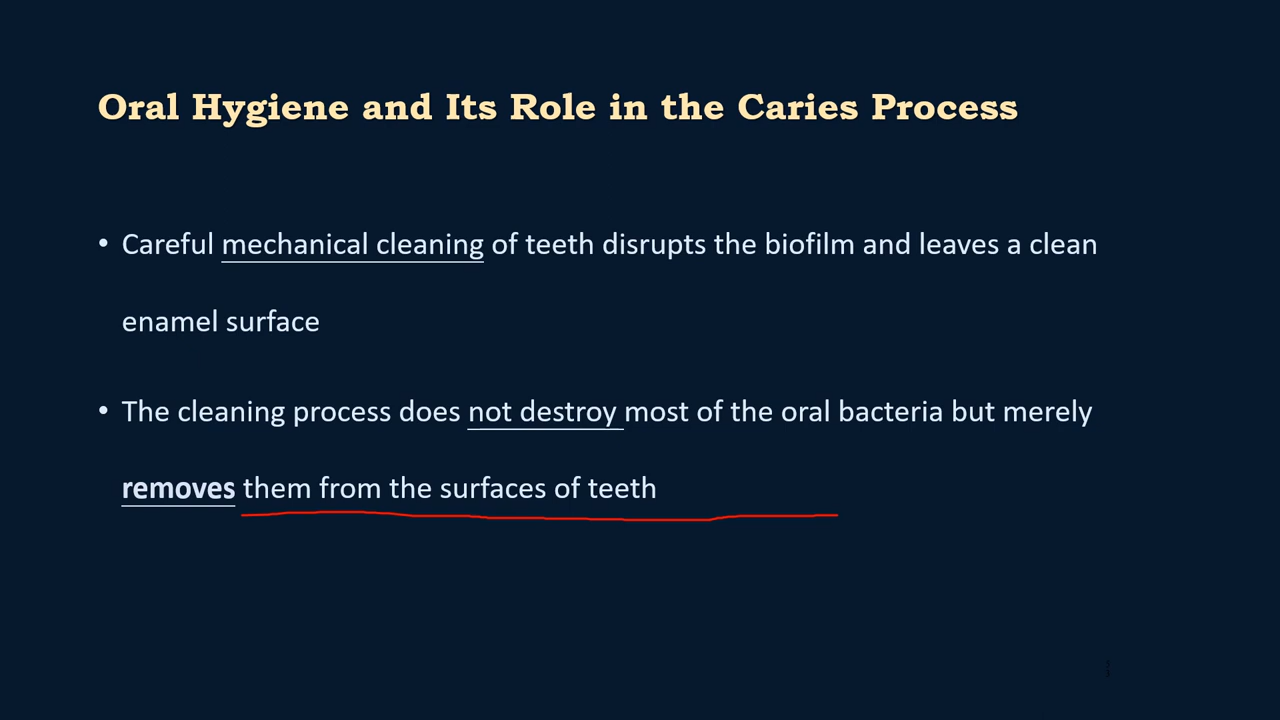 Oral Hygiene and Its Role in the Caries Process
• Careful mechanical cleaning of teeth disrupts the biofilm and leaves a clean
enamel surface
• The cleaning process does not destroy most of the oral bacteria but merely
removes them from the surfaces of teeth